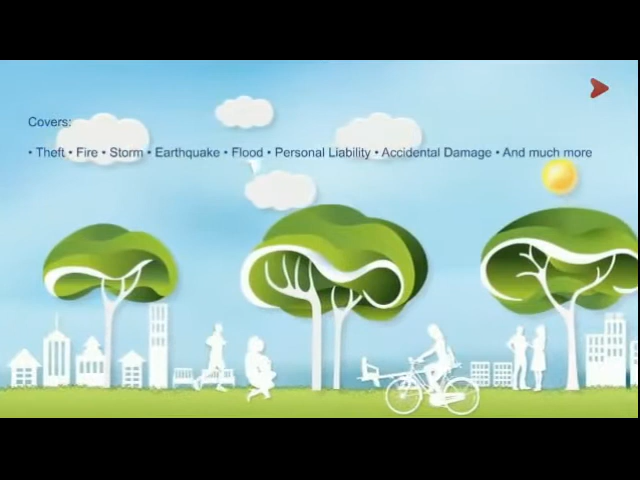 Covers:
• Theft • Fire • Storm • Earthquake • Flood • Personal Liability • Accidental Damage • And much more